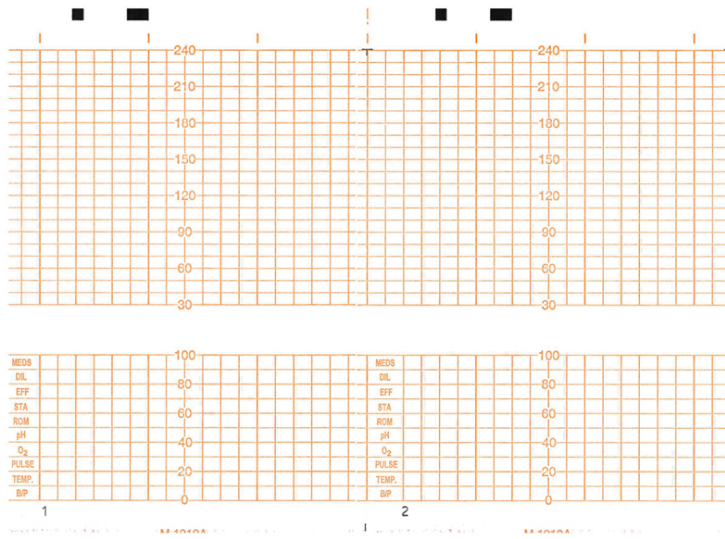 240 240
210 210
180 180
150 150
120 120
90 90
60 60
30 30
MEDS 100 MEDS 100
DIL DIL
EFF 80 EFF 80
STA STA
ROM 60 ROM 60
pH pH
O2 40 O2 40
PULSE 20 PULSE 20
TEMP. TEMP.
B/P 0 B/P 0
1 2